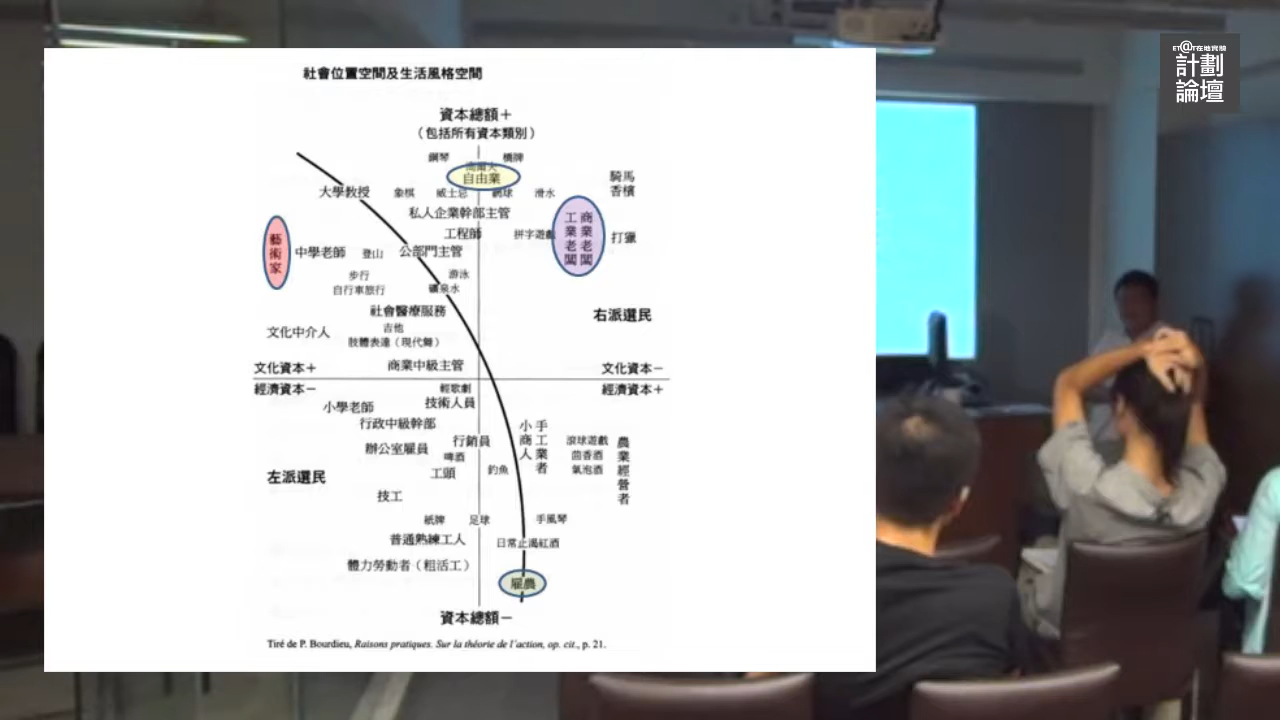 ET@T在地實驗
計劃
論壇
社會位置空間及生活風格空間
資本總額＋
（包括所有資本類別）
鋼琴
橋牌
自由業
騎馬
香檳
大學教授
象棋
威士忌
網球
滑水
私人企業幹部主管
工業老闆
商業老闆
工程師
拼字遊戲
打獵
藝術家
中學老師
登山
公部門主管
步行
游泳
自行車旅行
礦泉水
社會醫療服務
右派選民
文化中介人
吉他
肢體表達（現代舞）
商業中級主管
文化資本＋
文化資本－
經濟資本－
經濟資本＋
輕歌劇
小學老師
技術人員
行政中級幹部
小商人
手工業者
農業經營者
行銷員
滾球遊戲
辦公室雇員
啤酒
茴香酒
工頭
釣魚
氣泡酒
左派選民
技工
紙牌
足球
手風琴
普通熟練工人
日常止渴紅酒
體力勞動者（粗活工）
雇農
資本總額－
Tiré de P. Bourdieu, Raisons pratiques. Sur la théorie de l'action, op. cit., p. 21.